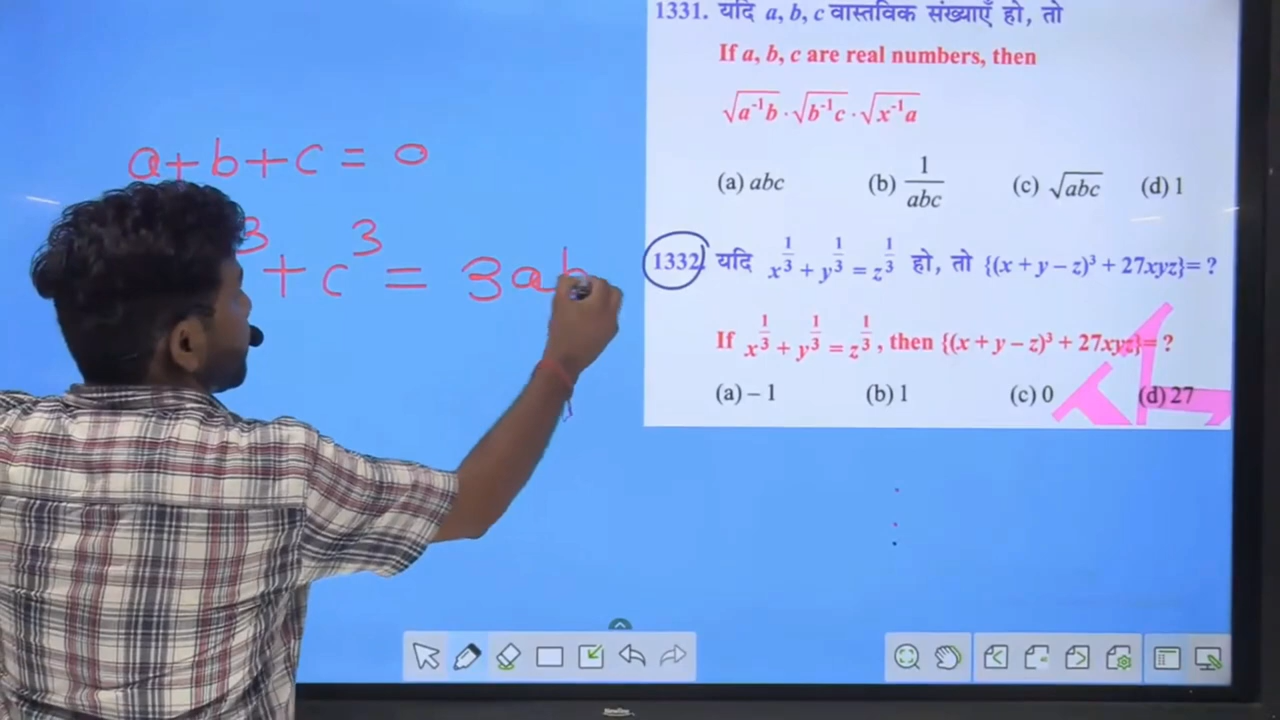 a+b+c = 0
³+c³ = 3ab
1331. यदि a, b, c वास्तविक संख्याएँ हो, तो
If a, b, c are real numbers, then
√(a⁻¹b) · √(b⁻¹c) · √(x⁻¹a)
(a) abc (b) 1/abc (c) √abc (d) 1
1332. यदि x^(1/3) + y^(1/3) = z^(1/3) हो, तो {(x + y – z)³ + 27xyz} = ?
If x^(1/3) + y^(1/3) = z^(1/3), then {(x + y – z)³ + 27xyz} = ?
(a) – 1 (b) 1 (c) 0 (d) 27